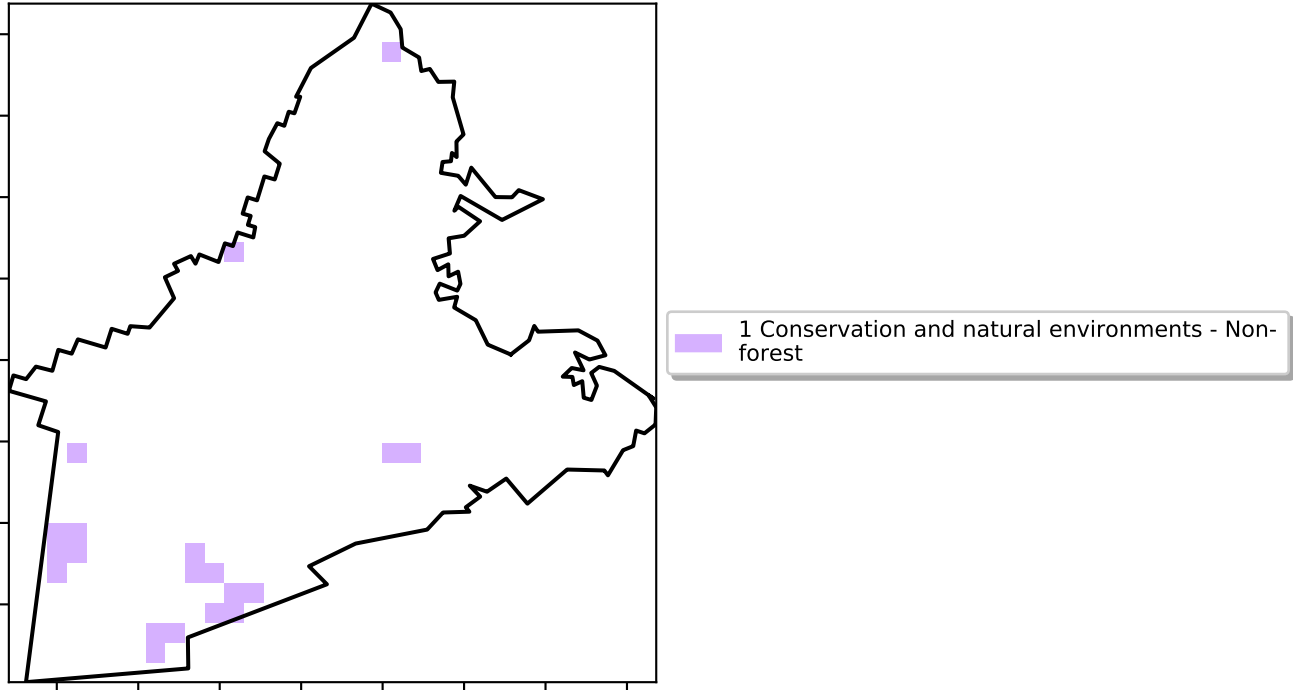 1 Conservation and natural environments - Non-
forest